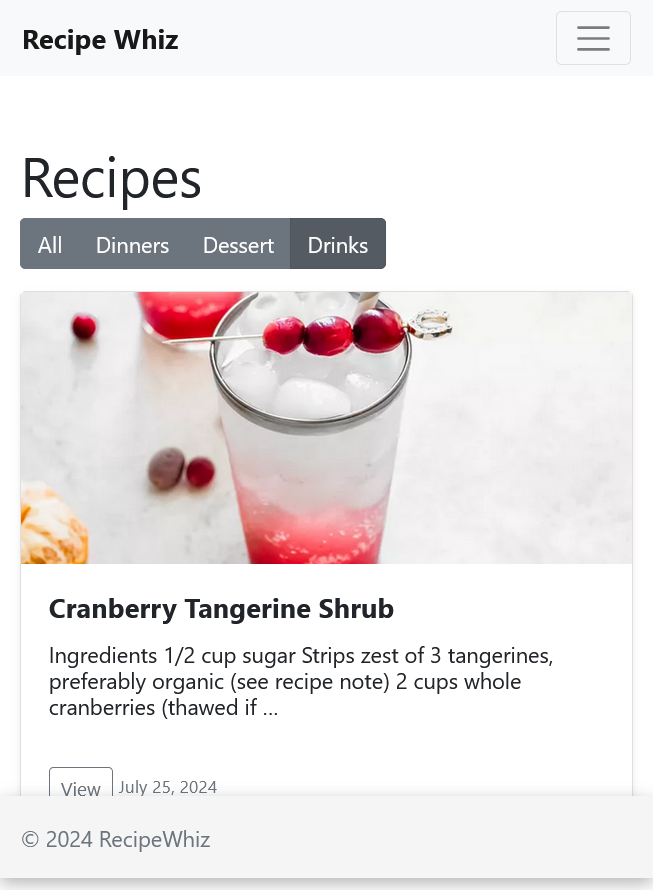 Recipe Whiz
Recipes
All Dinners Dessert Drinks
Cranberry Tangerine Shrub
Ingredients 1/2 cup sugar Strips zest of 3 tangerines,
preferably organic (see recipe note) 2 cups whole
cranberries (thawed if ...
View July 25, 2024
© 2024 RecipeWhiz